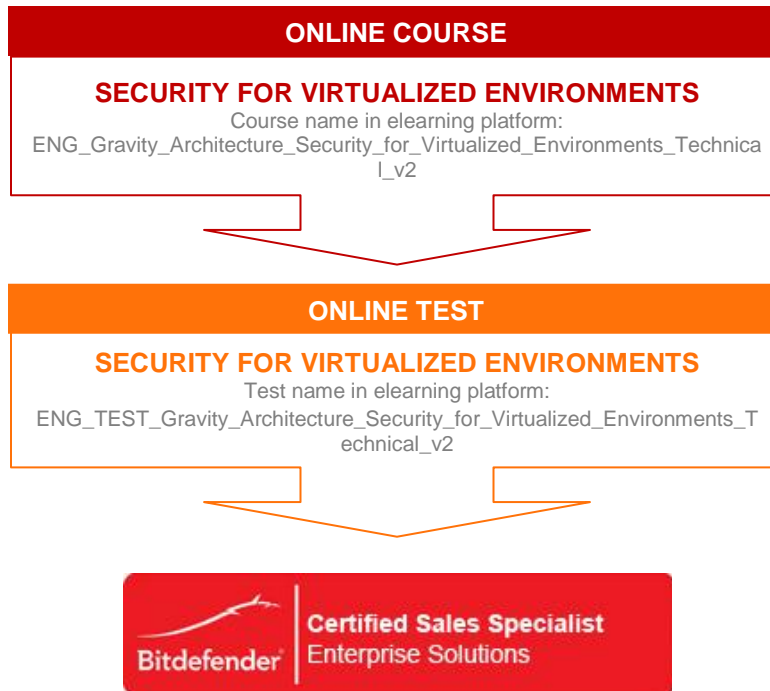 ONLINE COURSE
SECURITY FOR VIRTUALIZED ENVIRONMENTS
Course name in elearning platform:
ENG_Gravity_Architecture_Security_for_Virtualized_Environments_Technica
l_v2
ONLINE TEST
SECURITY FOR VIRTUALIZED ENVIRONMENTS
Test name in elearning platform:
ENG_TEST_Gravity_Architecture_Security_for_Virtualized_Environments_T
echnical_v2
Bitdefender
Certified Sales Specialist
Enterprise Solutions